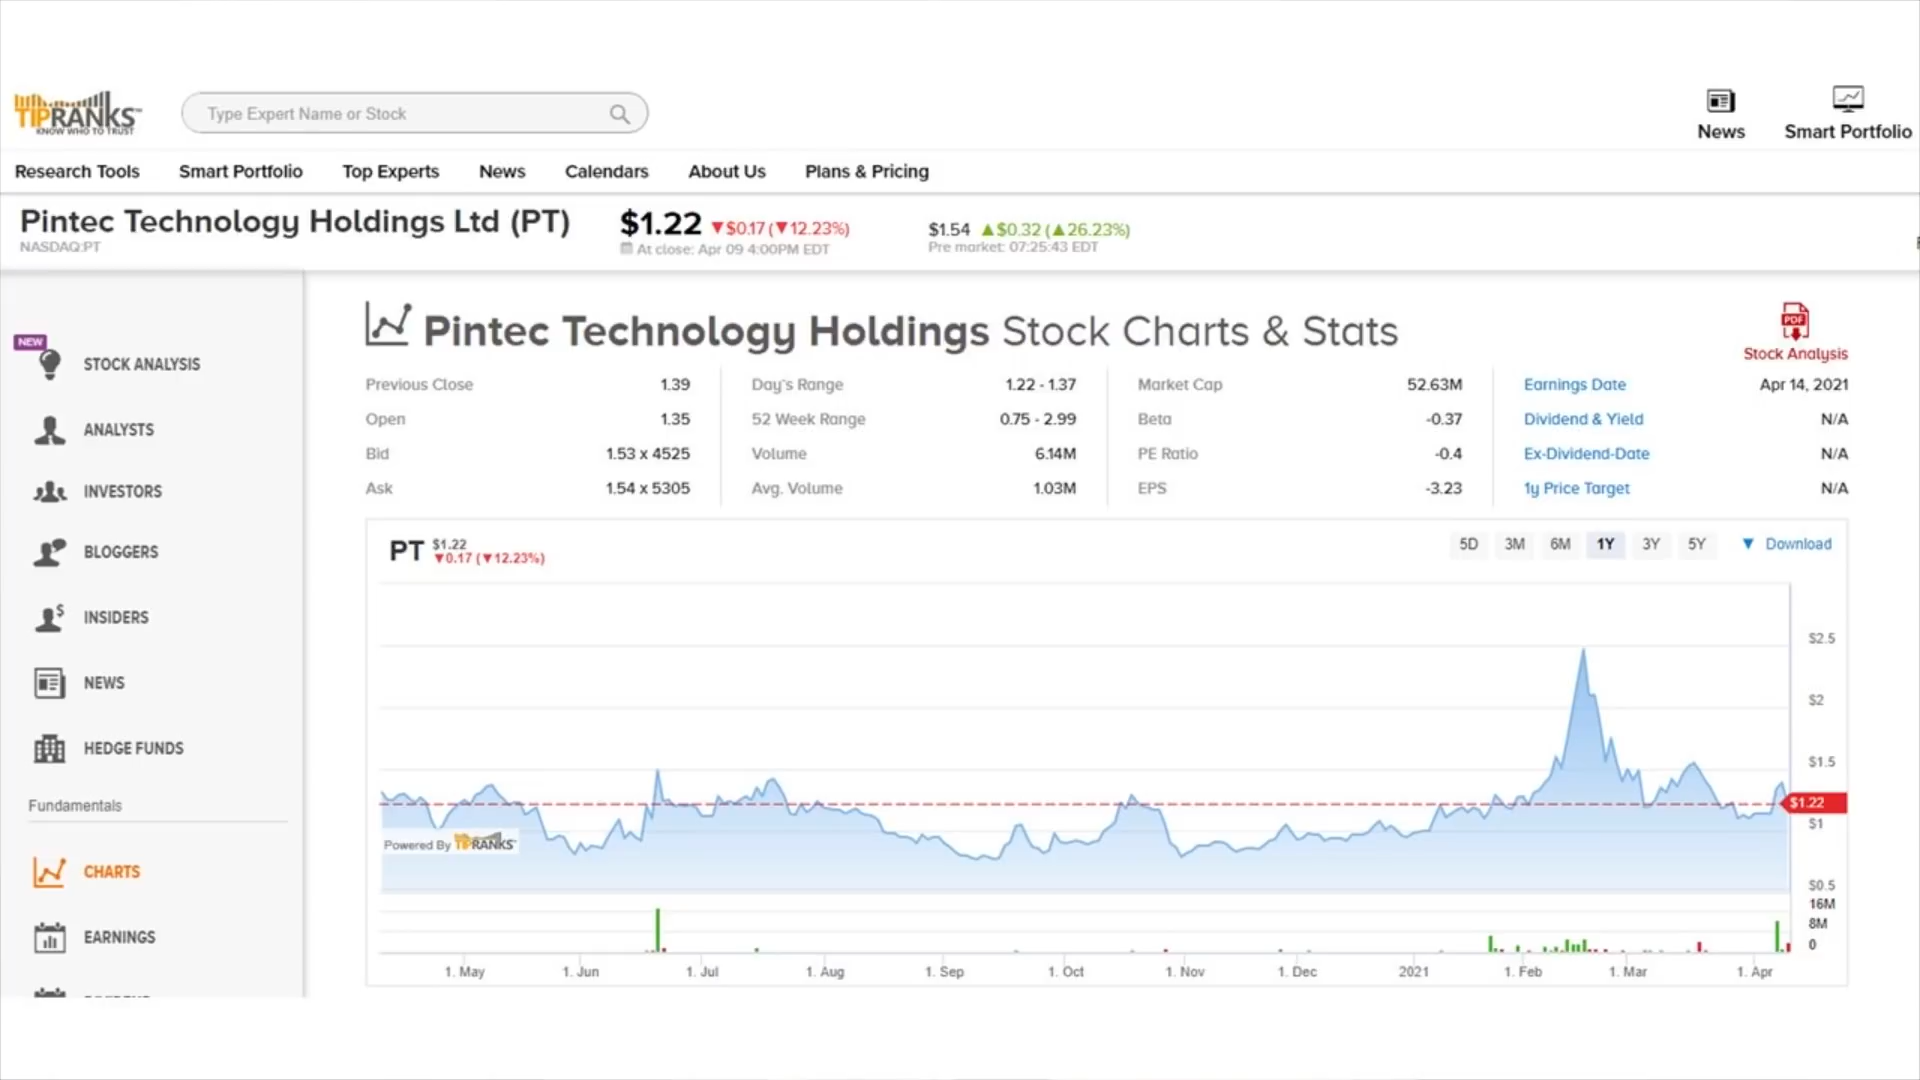 TIPRANKS
KNOW WHO TO TRUST
Type Expert Name or Stock
News
Smart Portfolio
Research Tools
Smart Portfolio
Top Experts
News
Calendars
About Us
Plans & Pricing
Pintec Technology Holdings Ltd (PT)
NASDAQ:PT
$1.22 ▼$0.17 (▼12.23%)
At close: Apr 09 4:00PM EDT
$1.54 ▲$0.32 (▲26.23%)
Pre market: 07:25:43 EDT
NEW
STOCK ANALYSIS
ANALYSTS
INVESTORS
BLOGGERS
INSIDERS
NEWS
HEDGE FUNDS
Fundamentals
CHARTS
EARNINGS
Pintec Technology Holdings Stock Charts & Stats
PDF
Stock Analysis
Previous Close 1.39
Open 1.35
Bid 1.53 x 4525
Ask 1.54 x 5305
Day's Range 1.22 - 1.37
52 Week Range 0.75 - 2.99
Volume 6.14M
Avg. Volume 1.03M
Market Cap 52.63M
Beta -0.37
PE Ratio -0.4
EPS -3.23
Earnings Date Apr 14, 2021
Dividend & Yield N/A
Ex-Dividend-Date N/A
1y Price Target N/A
PT $1.22
▼0.17 (▼12.23%)
5D 3M 6M 1Y 3Y 5Y ▼ Download
$2.5
$2
$1.5
$1.22
$1
$0.5
16M
8M
0
Powered By TIPRANKS
1. May 1. Jun 1. Jul 1. Aug 1. Sep 1. Oct 1. Nov 1. Dec 2021 1. Feb 1. Mar 1. Apr